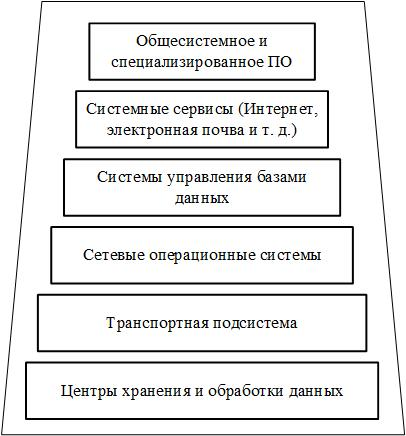 Общесистемное и
специализированное ПО
Системные сервисы (Интернет,
электронная почва и т. д.)
Системы управления базами
данных
Сетевые операционные системы
Транспортная подсистема
Центры хранения и обработки данных